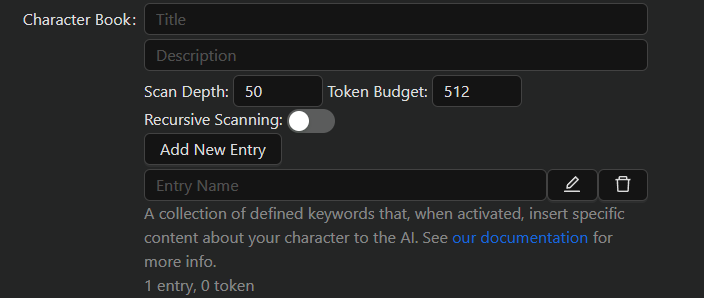 Character Book: Title
Description
Scan Depth: 50 Token Budget: 512
Recursive Scanning:
Add New Entry
Entry Name
A collection of defined keywords that, when activated, insert specific
content about your character to the AI. See our documentation for
more info.
1 entry, 0 token